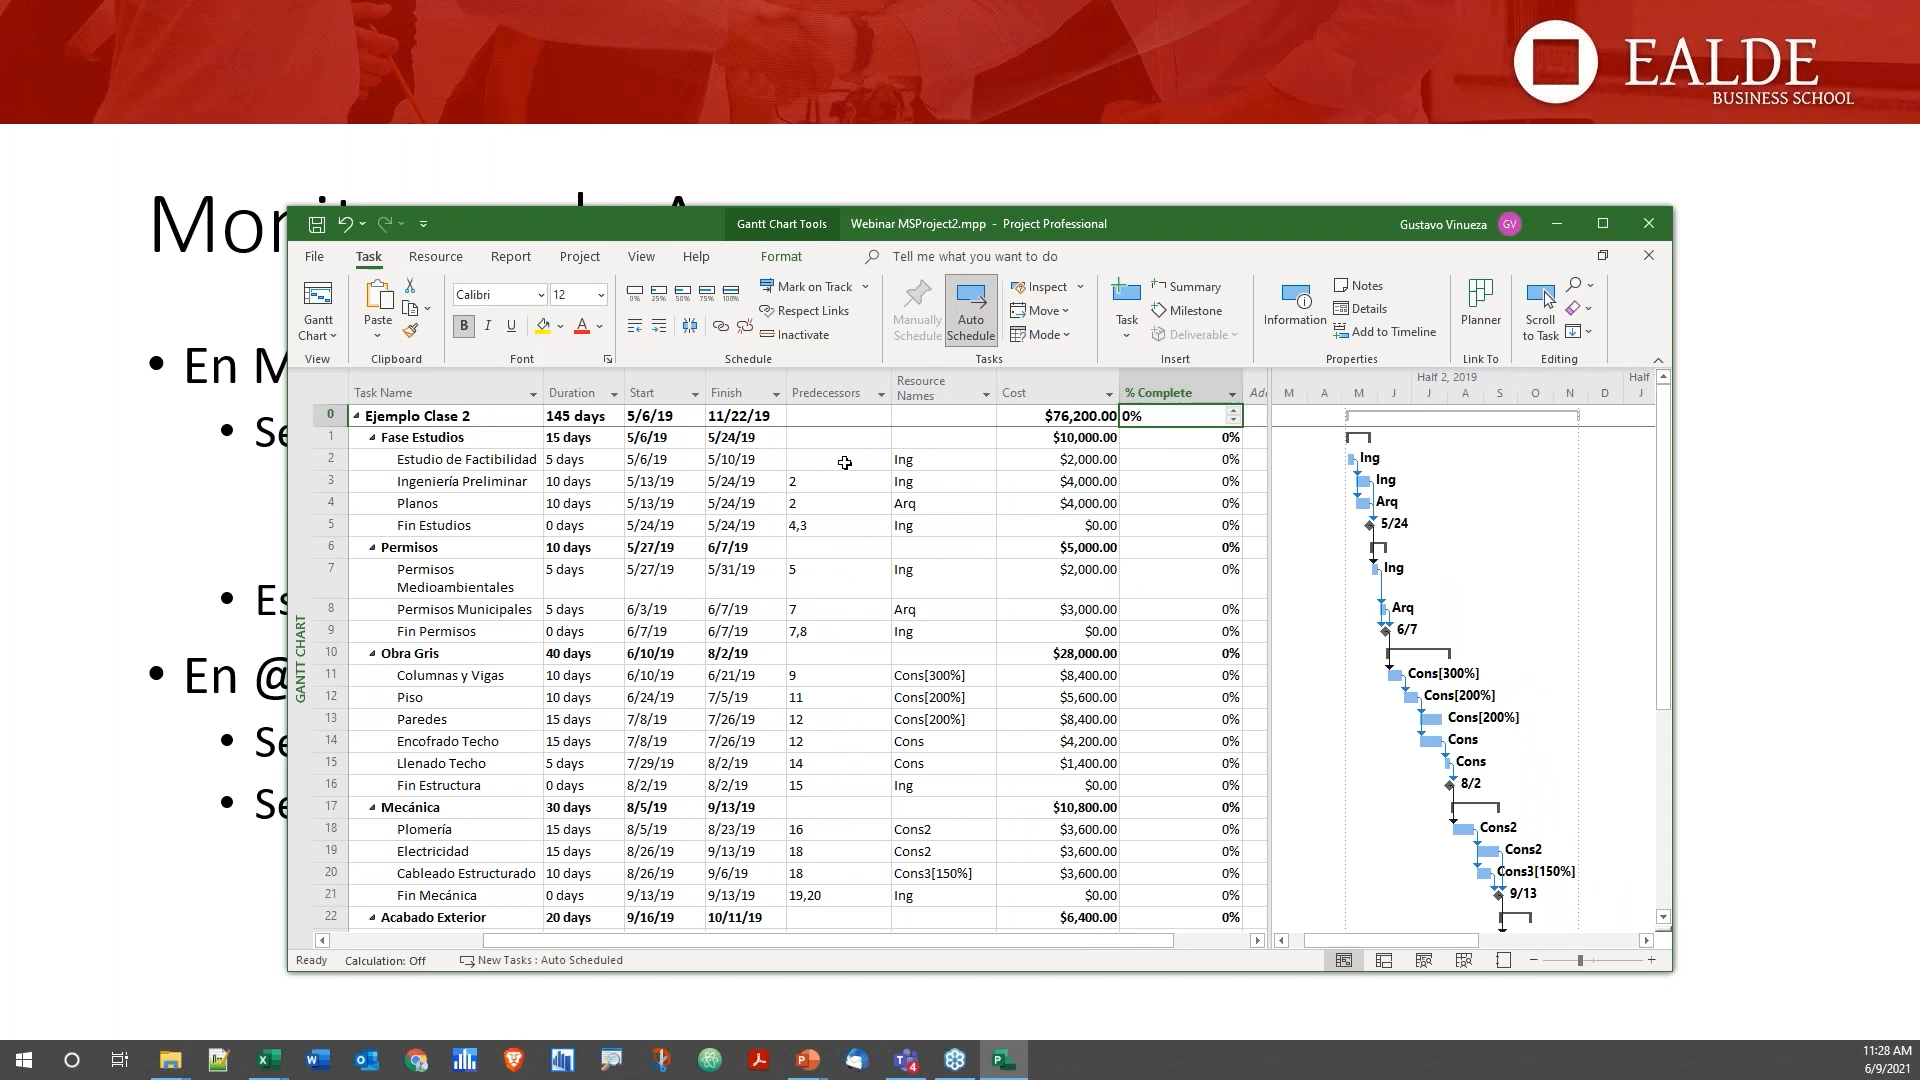 EALDE
BUSINESS SCHOOL
En
En @
Gantt Chart Tools
Webinar MSProject2.mpp - Project Professional
Gustavo Vinueza
GV
File Task Resource Report Project View Help Format Tell me what you want to do
Gantt Chart
View
Paste
Clipboard
Calibri 12
B I U A
Font
0% 25% 50% 75% 100%
Mark on Track
Respect Links
Inactivate
Schedule
Manually Schedule
Auto Schedule
Inspect
Move
Mode
Tasks
Task
Summary
Milestone
Deliverable
Insert
Information
Notes
Details
Add to Timeline
Properties
Planner
Link To
Scroll to Task
Editing
Task Name Duration Start Finish Predecessors Resource Names Cost % Complete
Half 2, 2019 Half
M A M J J A S O N D J
0 Ejemplo Clase 2 145 days 5/6/19 11/22/19 $76,200.00 0%
1 Fase Estudios 15 days 5/6/19 5/24/19 $10,000.00 0%
2 Estudio de Factibilidad 5 days 5/6/19 5/10/19 Ing $2,000.00 0% Ing
3 Ingeniería Preliminar 10 days 5/13/19 5/24/19 2 Ing $4,000.00 0% Ing
4 Planos 10 days 5/13/19 5/24/19 2 Arq $4,000.00 0% Arq
5 Fin Estudios 0 days 5/24/19 5/24/19 4,3 Ing $0.00 0% 5/24
6 Permisos 10 days 5/27/19 6/7/19 $5,000.00 0%
7 Permisos Medioambientales 5 days 5/27/19 5/31/19 5 Ing $2,000.00 0% Ing
8 Permisos Municipales 5 days 6/3/19 6/7/19 7 Arq $3,000.00 0% Arq
9 Fin Permisos 0 days 6/7/19 6/7/19 7,8 Ing $0.00 0% 6/7
10 Obra Gris 40 days 6/10/19 8/2/19 $28,000.00 0%
11 Columnas y Vigas 10 days 6/10/19 6/21/19 9 Cons[300%] $8,400.00 0% Cons[300%]
12 Piso 10 days 6/24/19 7/5/19 11 Cons[200%] $5,600.00 0% Cons[200%]
13 Paredes 15 days 7/8/19 7/26/19 12 Cons[200%] $8,400.00 0% Cons[200%]
14 Encofrado Techo 15 days 7/8/19 7/26/19 12 Cons $4,200.00 0% Cons
15 Llenado Techo 5 days 7/29/19 8/2/19 14 Cons $1,400.00 0% Cons
16 Fin Estructura 0 days 8/2/19 8/2/19 15 Ing $0.00 0% 8/2
17 Mecánica 30 days 8/5/19 9/13/19 $10,800.00 0%
18 Plomería 15 days 8/5/19 8/23/19 16 Cons2 $3,600.00 0% Cons2
19 Electricidad 15 days 8/26/19 9/13/19 18 Cons2 $3,600.00 0% Cons2
20 Cableado Estructurado 10 days 8/26/19 9/6/19 18 Cons3[150%] $3,600.00 0% Cons3[150%]
21 Fin Mecánica 0 days 9/13/19 9/13/19 19,20 Ing $0.00 0% 9/13
22 Acabado Exterior 20 days 9/16/19 10/11/19 $6,400.00 0%
GANTT CHART
Ready Calculation: Off New Tasks : Auto Scheduled
11:28 AM
6/9/2021